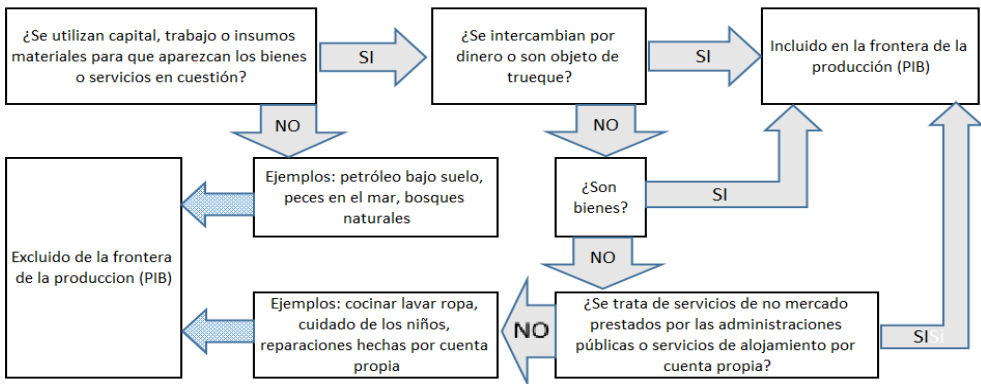 ¿Se utilizan capital, trabajo o insumos
materiales para que aparezcan los bienes
o servicios en cuestión?
SI
¿Se intercambian por
dinero o son objeto de
trueque?
SI
Incluido en la frontera de la
producción (PIB)
NO
NO
Ejemplos: petróleo bajo suelo,
peces en el mar, bosques
naturales
¿Son
bienes?
SI
Excluido de la frontera
de la produccion (PIB)
NO
Ejemplos: cocinar lavar ropa,
cuidado de los niños,
reparaciones hechas por cuenta
propia
NO
¿Se trata de servicios de no mercado
prestados por las administraciones
públicas o servicios de alojamiento por
cuenta propia?
SISi